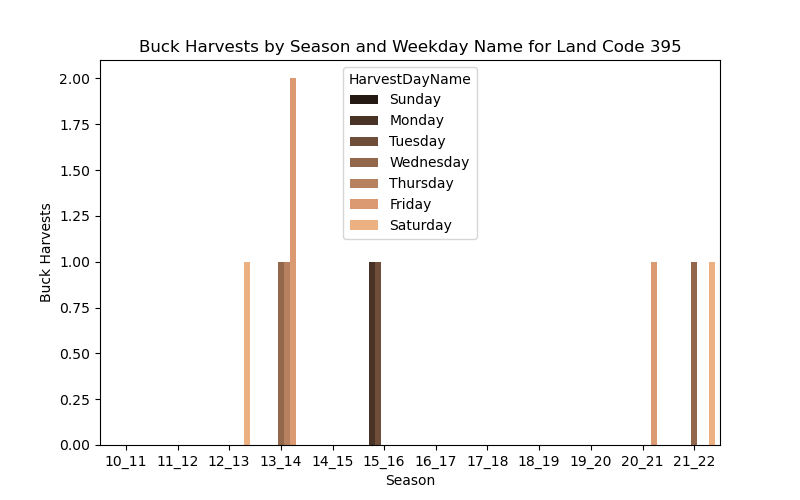 Buck Harvests by Season and Weekday Name for Land Code 395
Buck Harvests
2.00
1.75
1.50
1.25
1.00
0.75
0.50
0.25
0.00
HarvestDayName
Sunday
Monday
Tuesday
Wednesday
Thursday
Friday
Saturday
10_11 11_12 12_13 13_14 14_15 15_16 16_17 17_18 18_19 19_20 20_21 21_22
Season